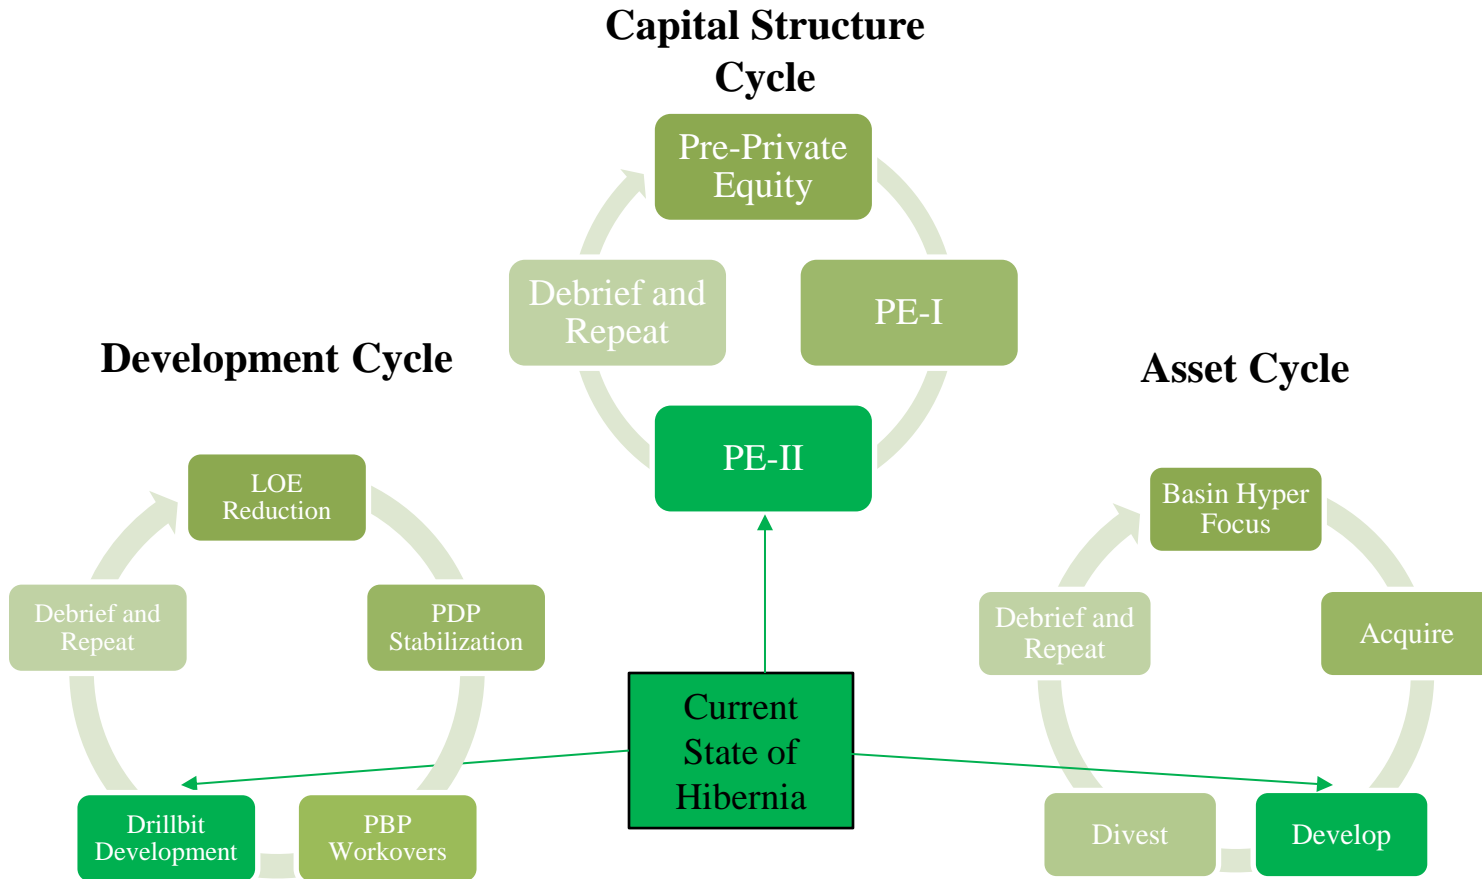 Capital Structure
Cycle
Pre-Private
Equity
PE-I
PE-II
Debrief and
Repeat
Development Cycle
LOE
Reduction
PDP
Stabilization
PBP
Workovers
Drillbit
Development
Debrief and
Repeat
Asset Cycle
Basin Hyper
Focus
Acquire
Develop
Divest
Debrief and
Repeat
Current
State of
Hibernia